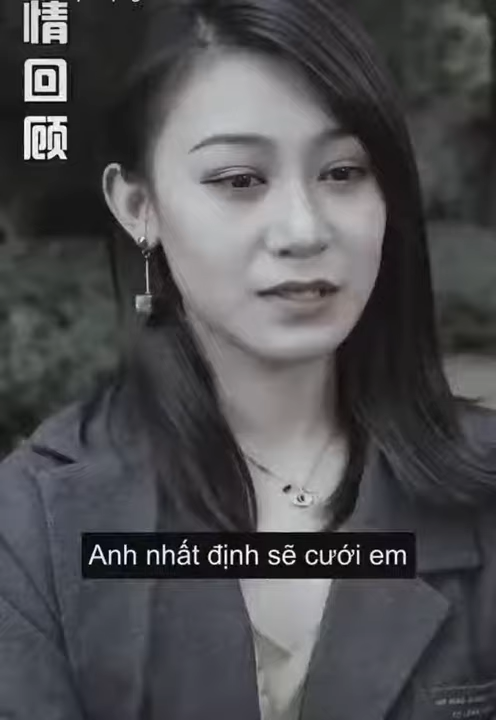 情回顾
Anh nhất định sẽ cưới em